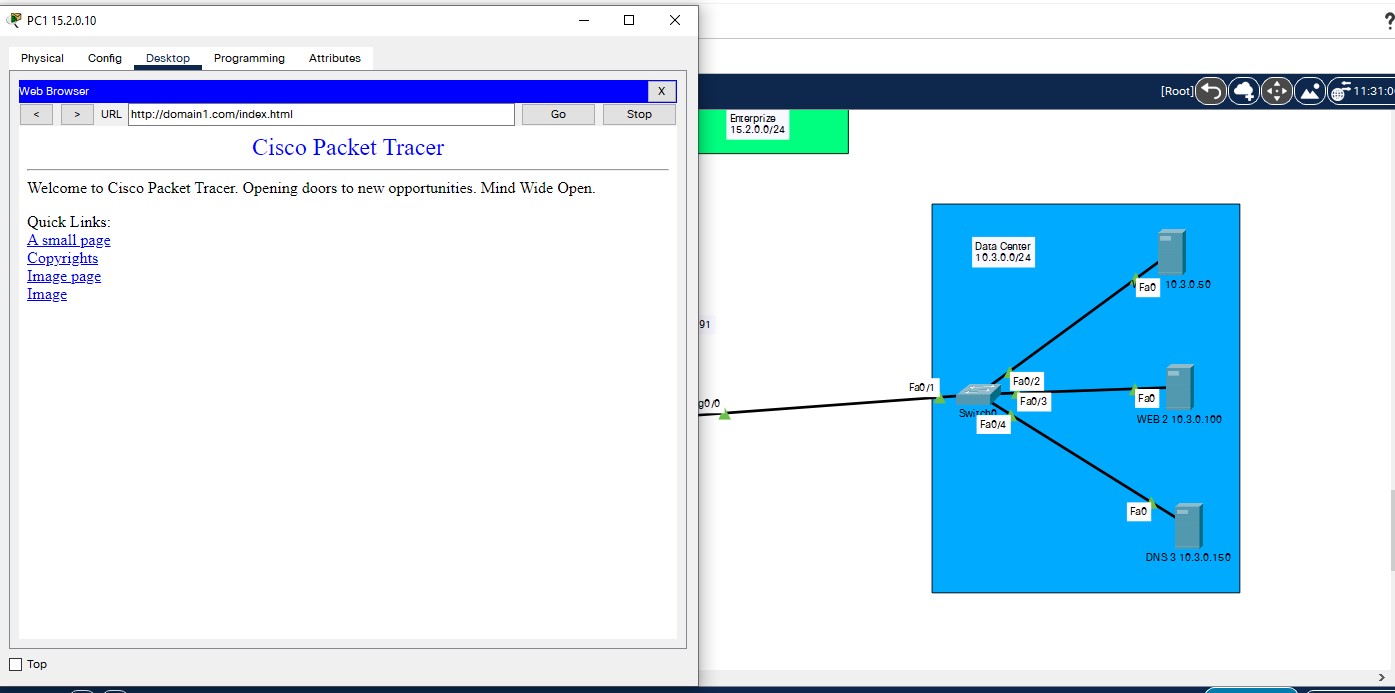 PC1 15.2.0.10
Physical Config Desktop Programming Attributes
Web Browser X
< > URL http://domain1.com/index.html Go Stop
Cisco Packet Tracer
Welcome to Cisco Packet Tracer. Opening doors to new opportunities. Mind Wide Open.
Quick Links:
A small page
Copyrights
Image page
Image
Top
?
[Root] 11:31:0
Enterprize
15.2.0.0/24
Data Center
10.3.0.0/24
Fa0 10.3.0.50
91
g0/0
Fa0/1
Fa0/2
Fa0/3
Switch0
Fa0/4
Fa0
WEB 2 10.3.0.100
Fa0
DNS 3 10.3.0.150